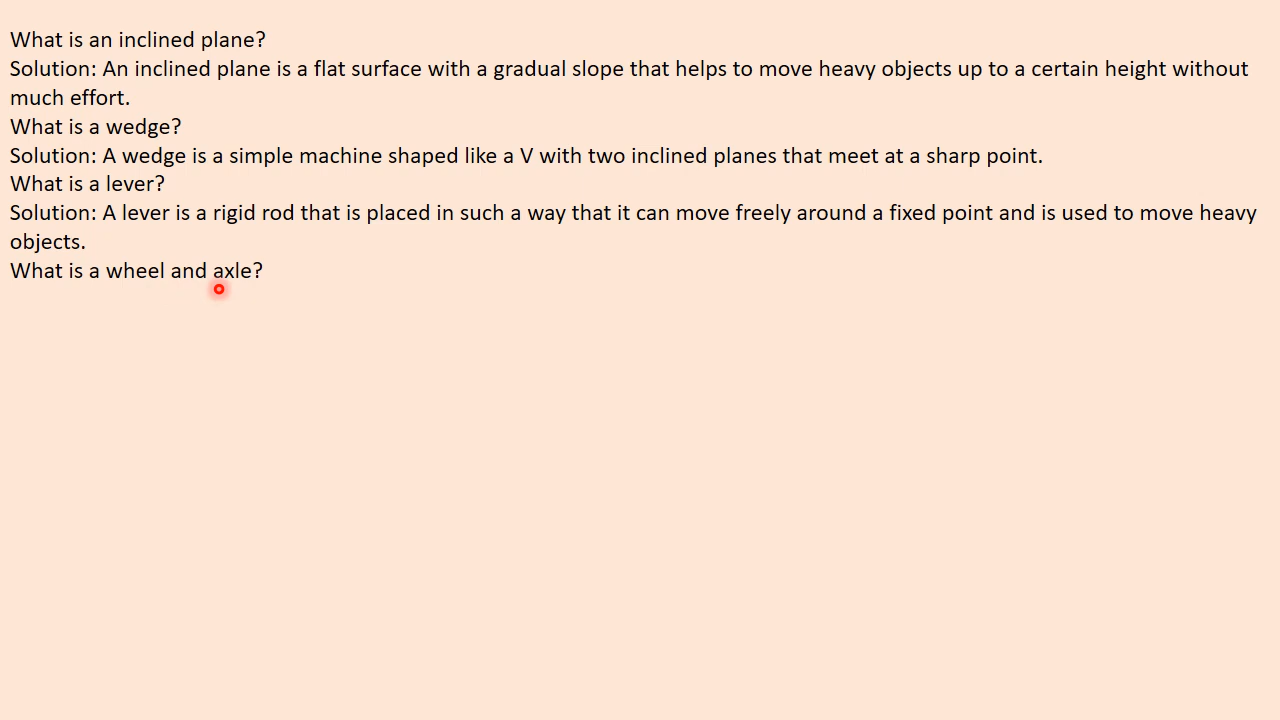 What is an inclined plane?
Solution: An inclined plane is a flat surface with a gradual slope that helps to move heavy objects up to a certain height without
much effort.
What is a wedge?
Solution: A wedge is a simple machine shaped like a V with two inclined planes that meet at a sharp point.
What is a lever?
Solution: A lever is a rigid rod that is placed in such a way that it can move freely around a fixed point and is used to move heavy
objects.
What is a wheel and axle?